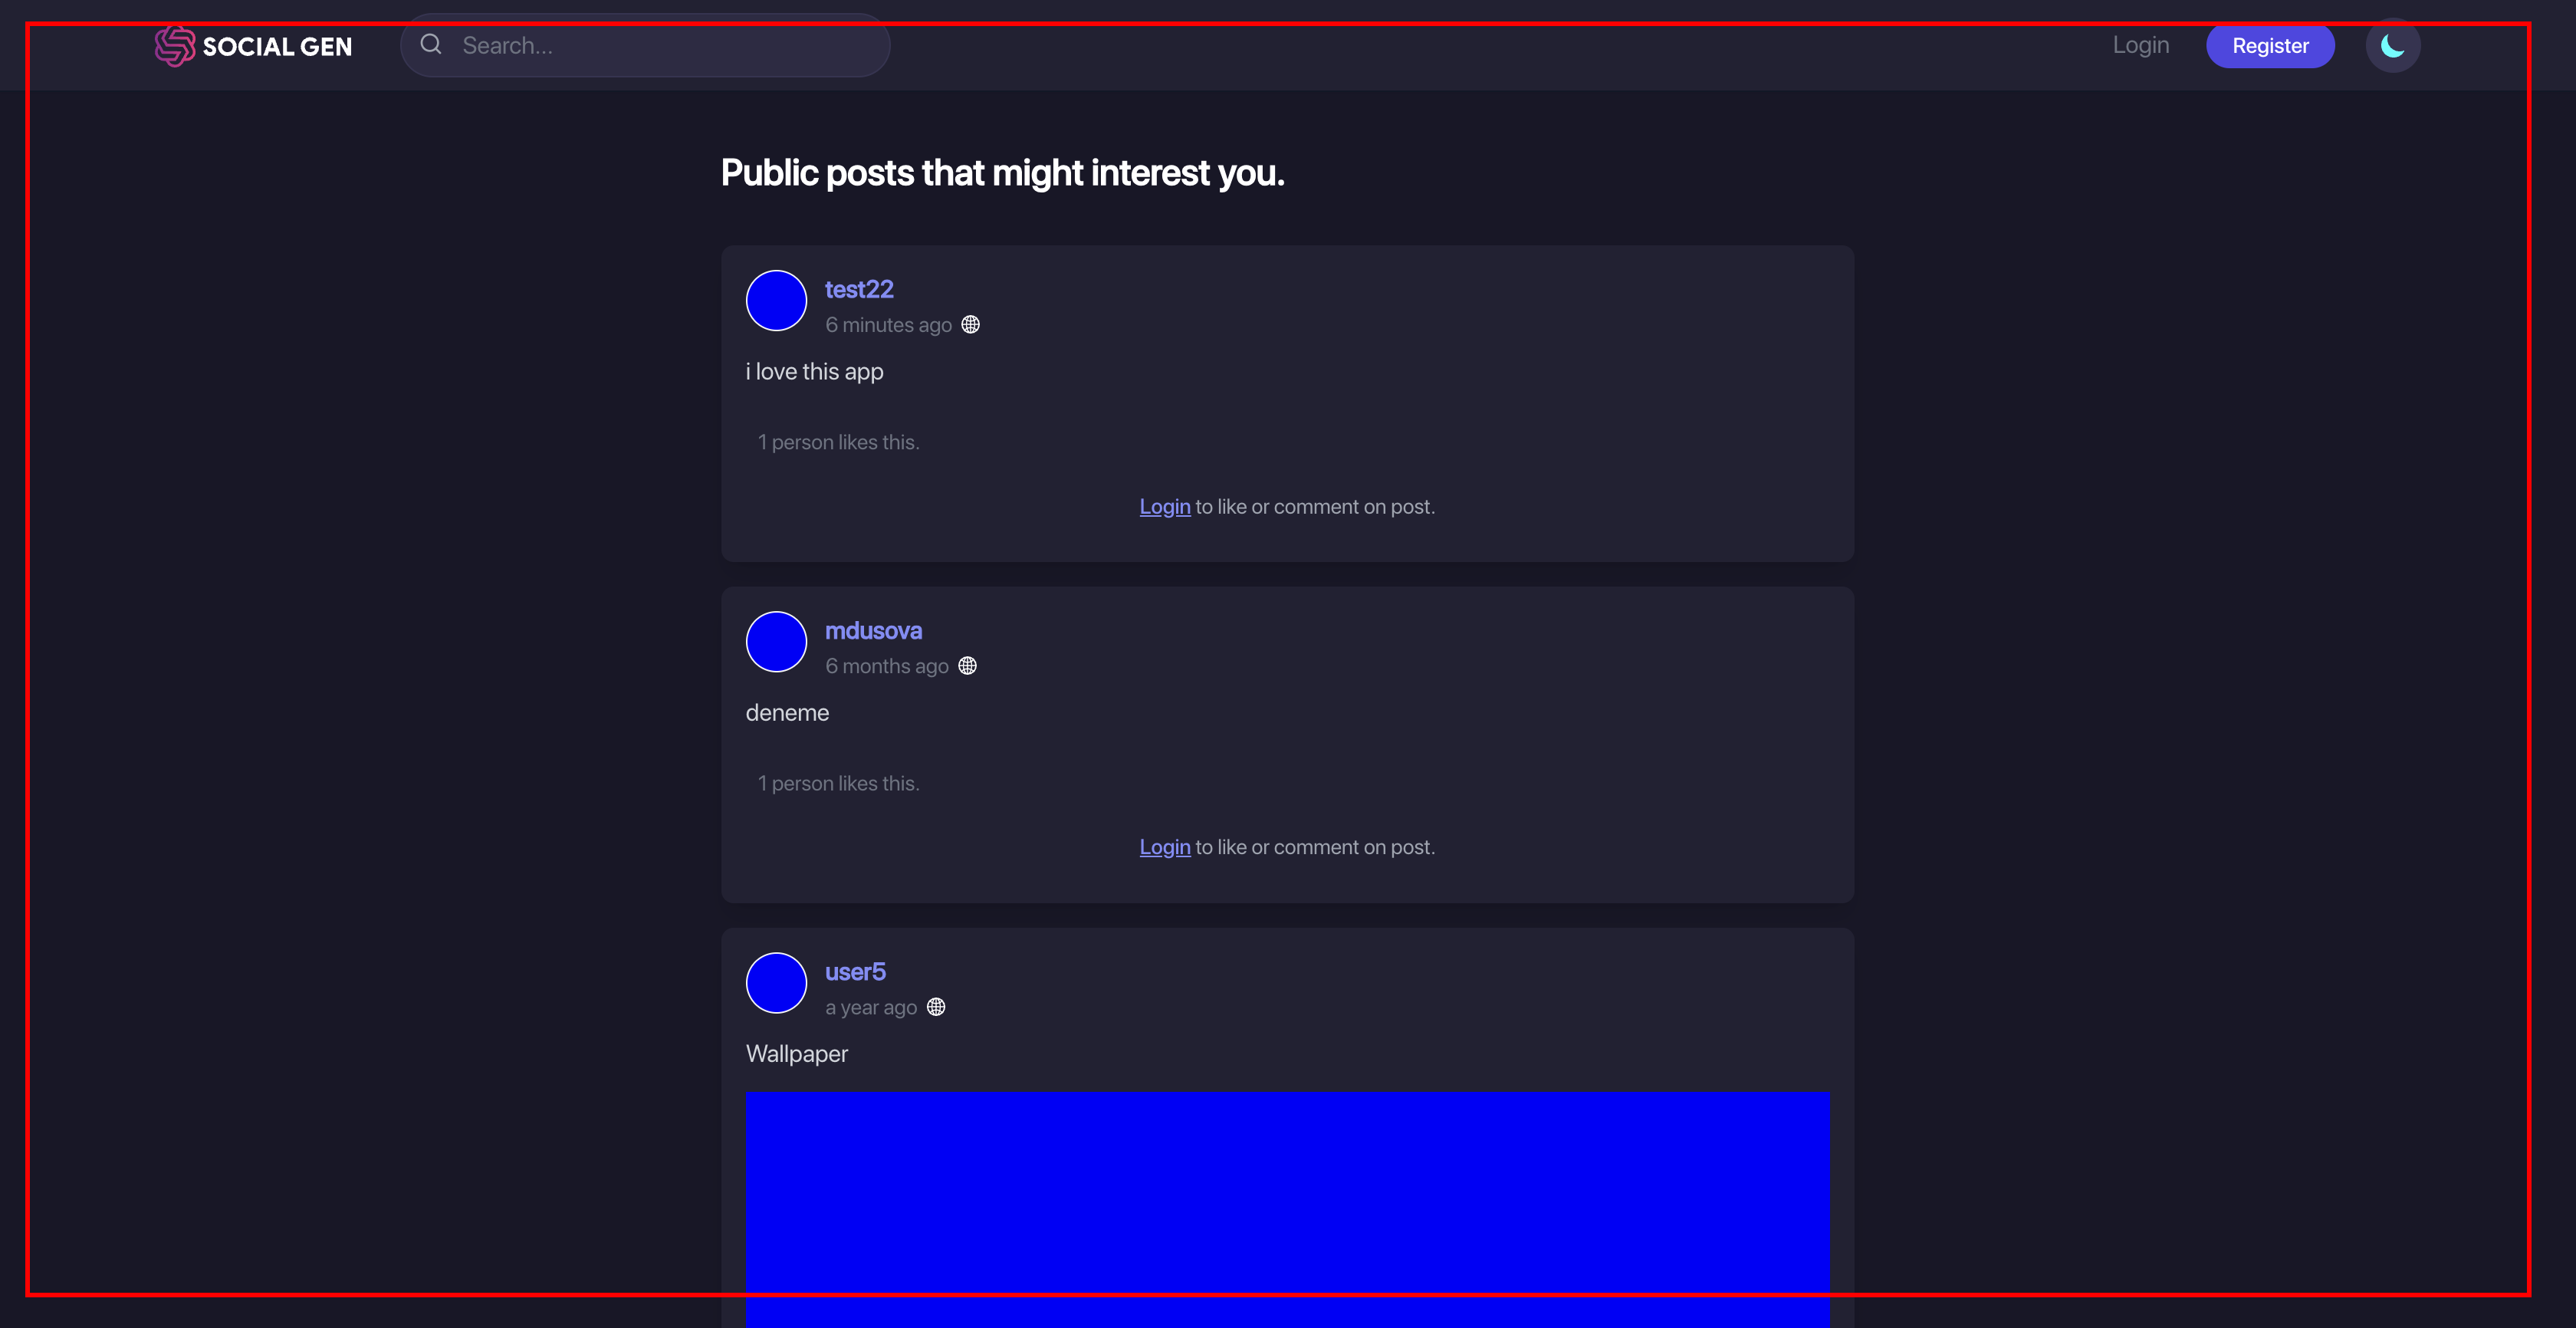 SOCIAL GEN
Search...
Login
Register
Public posts that might interest you.
test22
6 minutes ago
i love this app
1 person likes this.
Login to like or comment on post.
mdusova
6 months ago
deneme
1 person likes this.
Login to like or comment on post.
user5
a year ago
Wallpaper